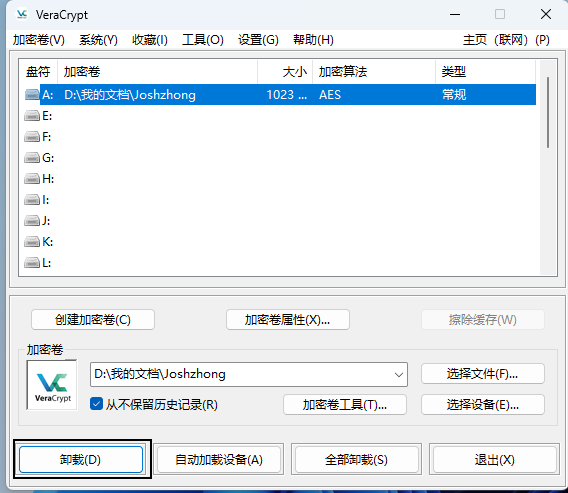 VeraCrypt
加密卷(V) 系统(Y) 收藏(I) 工具(O) 设置(G) 帮助(H) 主页（联网）(P)
盘符 加密卷 大小 加密算法 类型
A: D:\我的文档\Joshzhong 1023 ... AES 常规
E:
F:
G:
H:
I:
J:
K:
L:
创建加密卷(C) 加密卷属性(X)... 擦除缓存(W)
加密卷
VeraCrypt
D:\我的文档\Joshzhong 选择文件(F)...
从不保留历史记录(R) 加密卷工具(T)... 选择设备(E)...
卸载(D) 自动加载设备(A) 全部卸载(S) 退出(X)